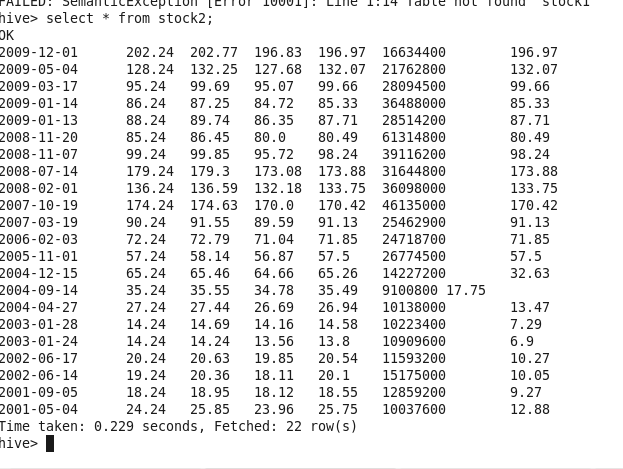 FAILED: SemanticException [Error 10001]: Line 1:14 Table not found 'stock1'
hive> select * from stock2;
OK
2009-12-01 202.24 202.77 196.83 196.97 16634400 196.97
2009-05-04 128.24 132.25 127.68 132.07 21762800 132.07
2009-03-17 95.24 99.69 95.07 99.66 28094500 99.66
2009-01-14 86.24 87.25 84.72 85.33 36488000 85.33
2009-01-13 88.24 89.74 86.35 87.71 28514200 87.71
2008-11-20 85.24 86.45 80.0 80.49 61314800 80.49
2008-11-07 99.24 99.85 95.72 98.24 39116200 98.24
2008-07-14 179.24 179.3 173.08 173.88 31644800 173.88
2008-02-01 136.24 136.59 132.18 133.75 36098000 133.75
2007-10-19 174.24 174.63 170.0 170.42 46135000 170.42
2007-03-19 90.24 91.55 89.59 91.13 25462900 91.13
2006-02-03 72.24 72.79 71.04 71.85 24718700 71.85
2005-11-01 57.24 58.14 56.87 57.5 26774500 57.5
2004-12-15 65.24 65.46 64.66 65.26 14227200 32.63
2004-09-14 35.24 35.55 34.78 35.49 9100800 17.75
2004-04-27 27.24 27.44 26.69 26.94 10138000 13.47
2003-01-28 14.24 14.69 14.16 14.58 10223400 7.29
2003-01-24 14.24 14.24 13.56 13.8 10909600 6.9
2002-06-17 20.24 20.63 19.85 20.54 11593200 10.27
2002-06-14 19.24 20.36 18.11 20.1 15175000 10.05
2001-09-05 18.24 18.95 18.12 18.55 12859200 9.27
2001-05-04 24.24 25.85 23.96 25.75 10037600 12.88
Time taken: 0.229 seconds, Fetched: 22 row(s)
hive>